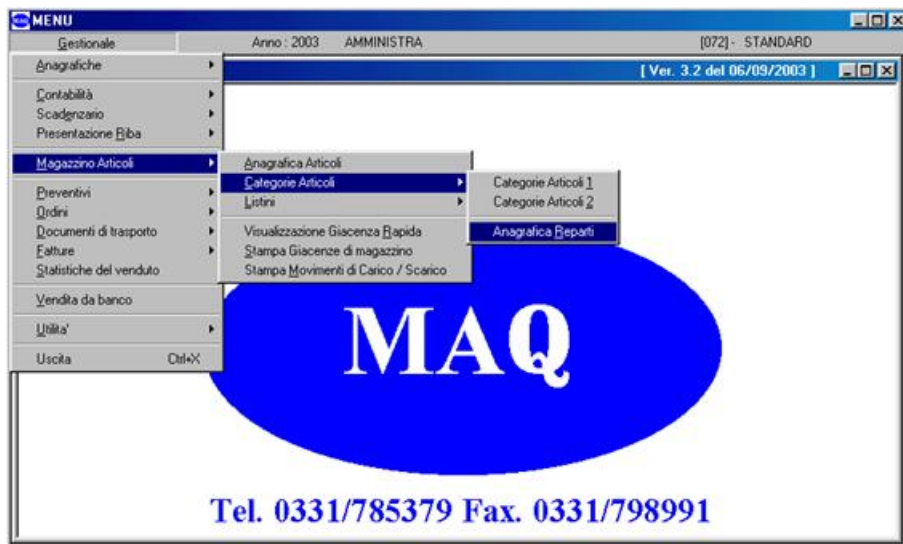 MAQ MENU
Gestionale Anno : 2003 AMMINISTRA [072] - STANDARD
[ Ver. 3.2 del 06/09/2003 ]
Anagrafiche
Contabilità
Scadenzario
Presentazione Riba
Magazzino Articoli
Preventivi
Ordini
Documenti di trasporto
Fatture
Statistiche del venduto
Vendita da banco
Utilita'
Uscita Ctrl+X
Anagrafica Articoli
Categorie Articoli
Listini
Visualizzazione Giacenza Rapida
Stampa Giacenze di magazzino
Stampa Movimenti di Carico / Scarico
Categorie Articoli 1
Categorie Articoli 2
Anagrafica Reparti
MAQ
Tel. 0331/785379 Fax. 0331/798991